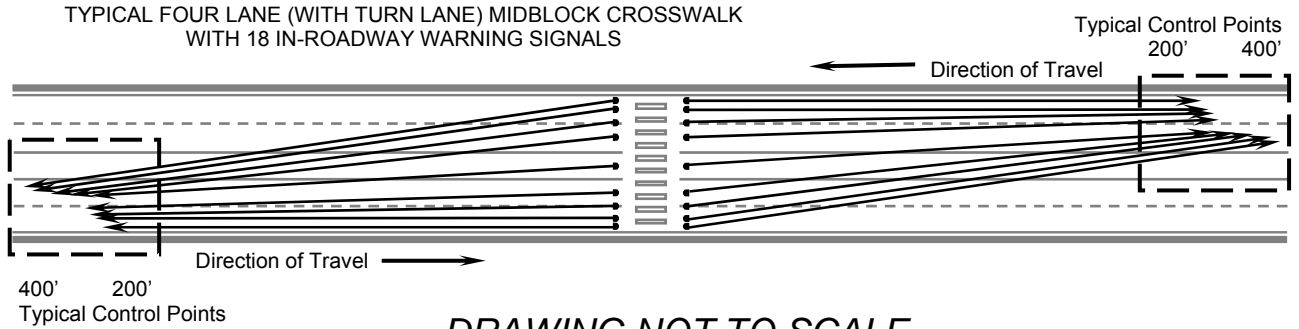 TYPICAL FOUR LANE (WITH TURN LANE) MIDBLOCK CROSSWALK
WITH 18 IN-ROADWAY WARNING SIGNALS
Typical Control Points
200' 400'
Direction of Travel
Direction of Travel
400' 200'
Typical Control Points
DRAWING NOT TO SCALE